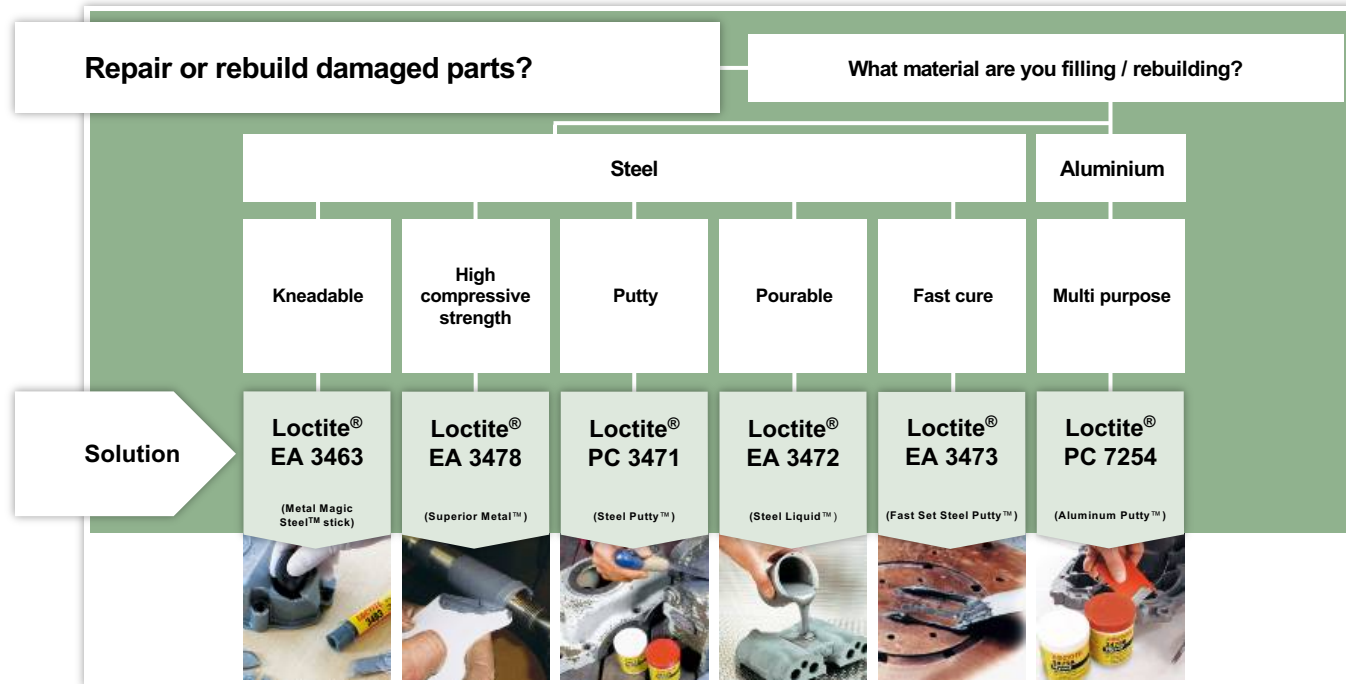 Repair or rebuild damaged parts?
What material are you filling / rebuilding?
Steel
Aluminium
Kneadable
High
compressive
strength
Putty
Pourable
Fast cure
Multi purpose
Solution
Loctite®
EA 3463
(Metal Magic
Steel™ stick)
Loctite®
EA 3478
(Superior Metal™)
Loctite®
PC 3471
(Steel Putty™)
Loctite®
EA 3472
(Steel Liquid™)
Loctite®
EA 3473
(Fast Set Steel Putty™)
Loctite®
PC 7254
(Aluminum Putty™)
LOCTITE
3463